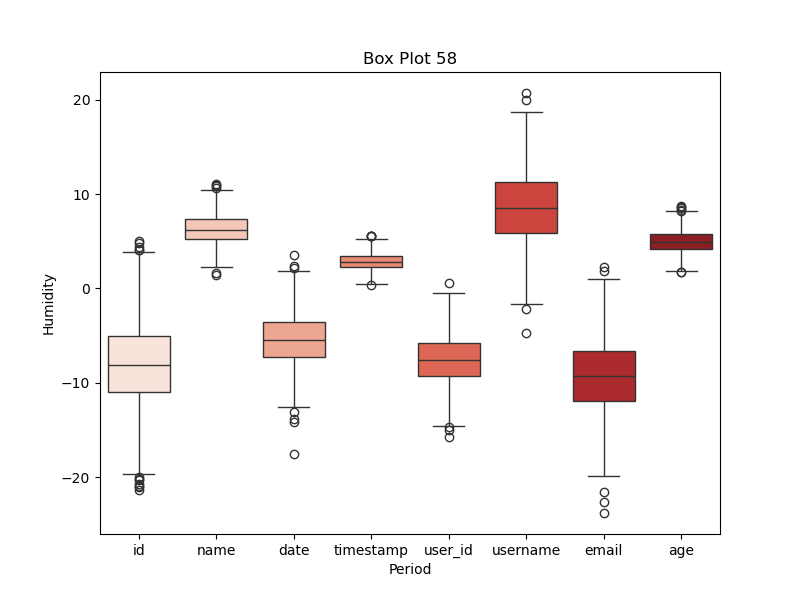 Box Plot 58
Humidity
20
10
0
−10
−20
id name date timestamp user_id username email age
Period